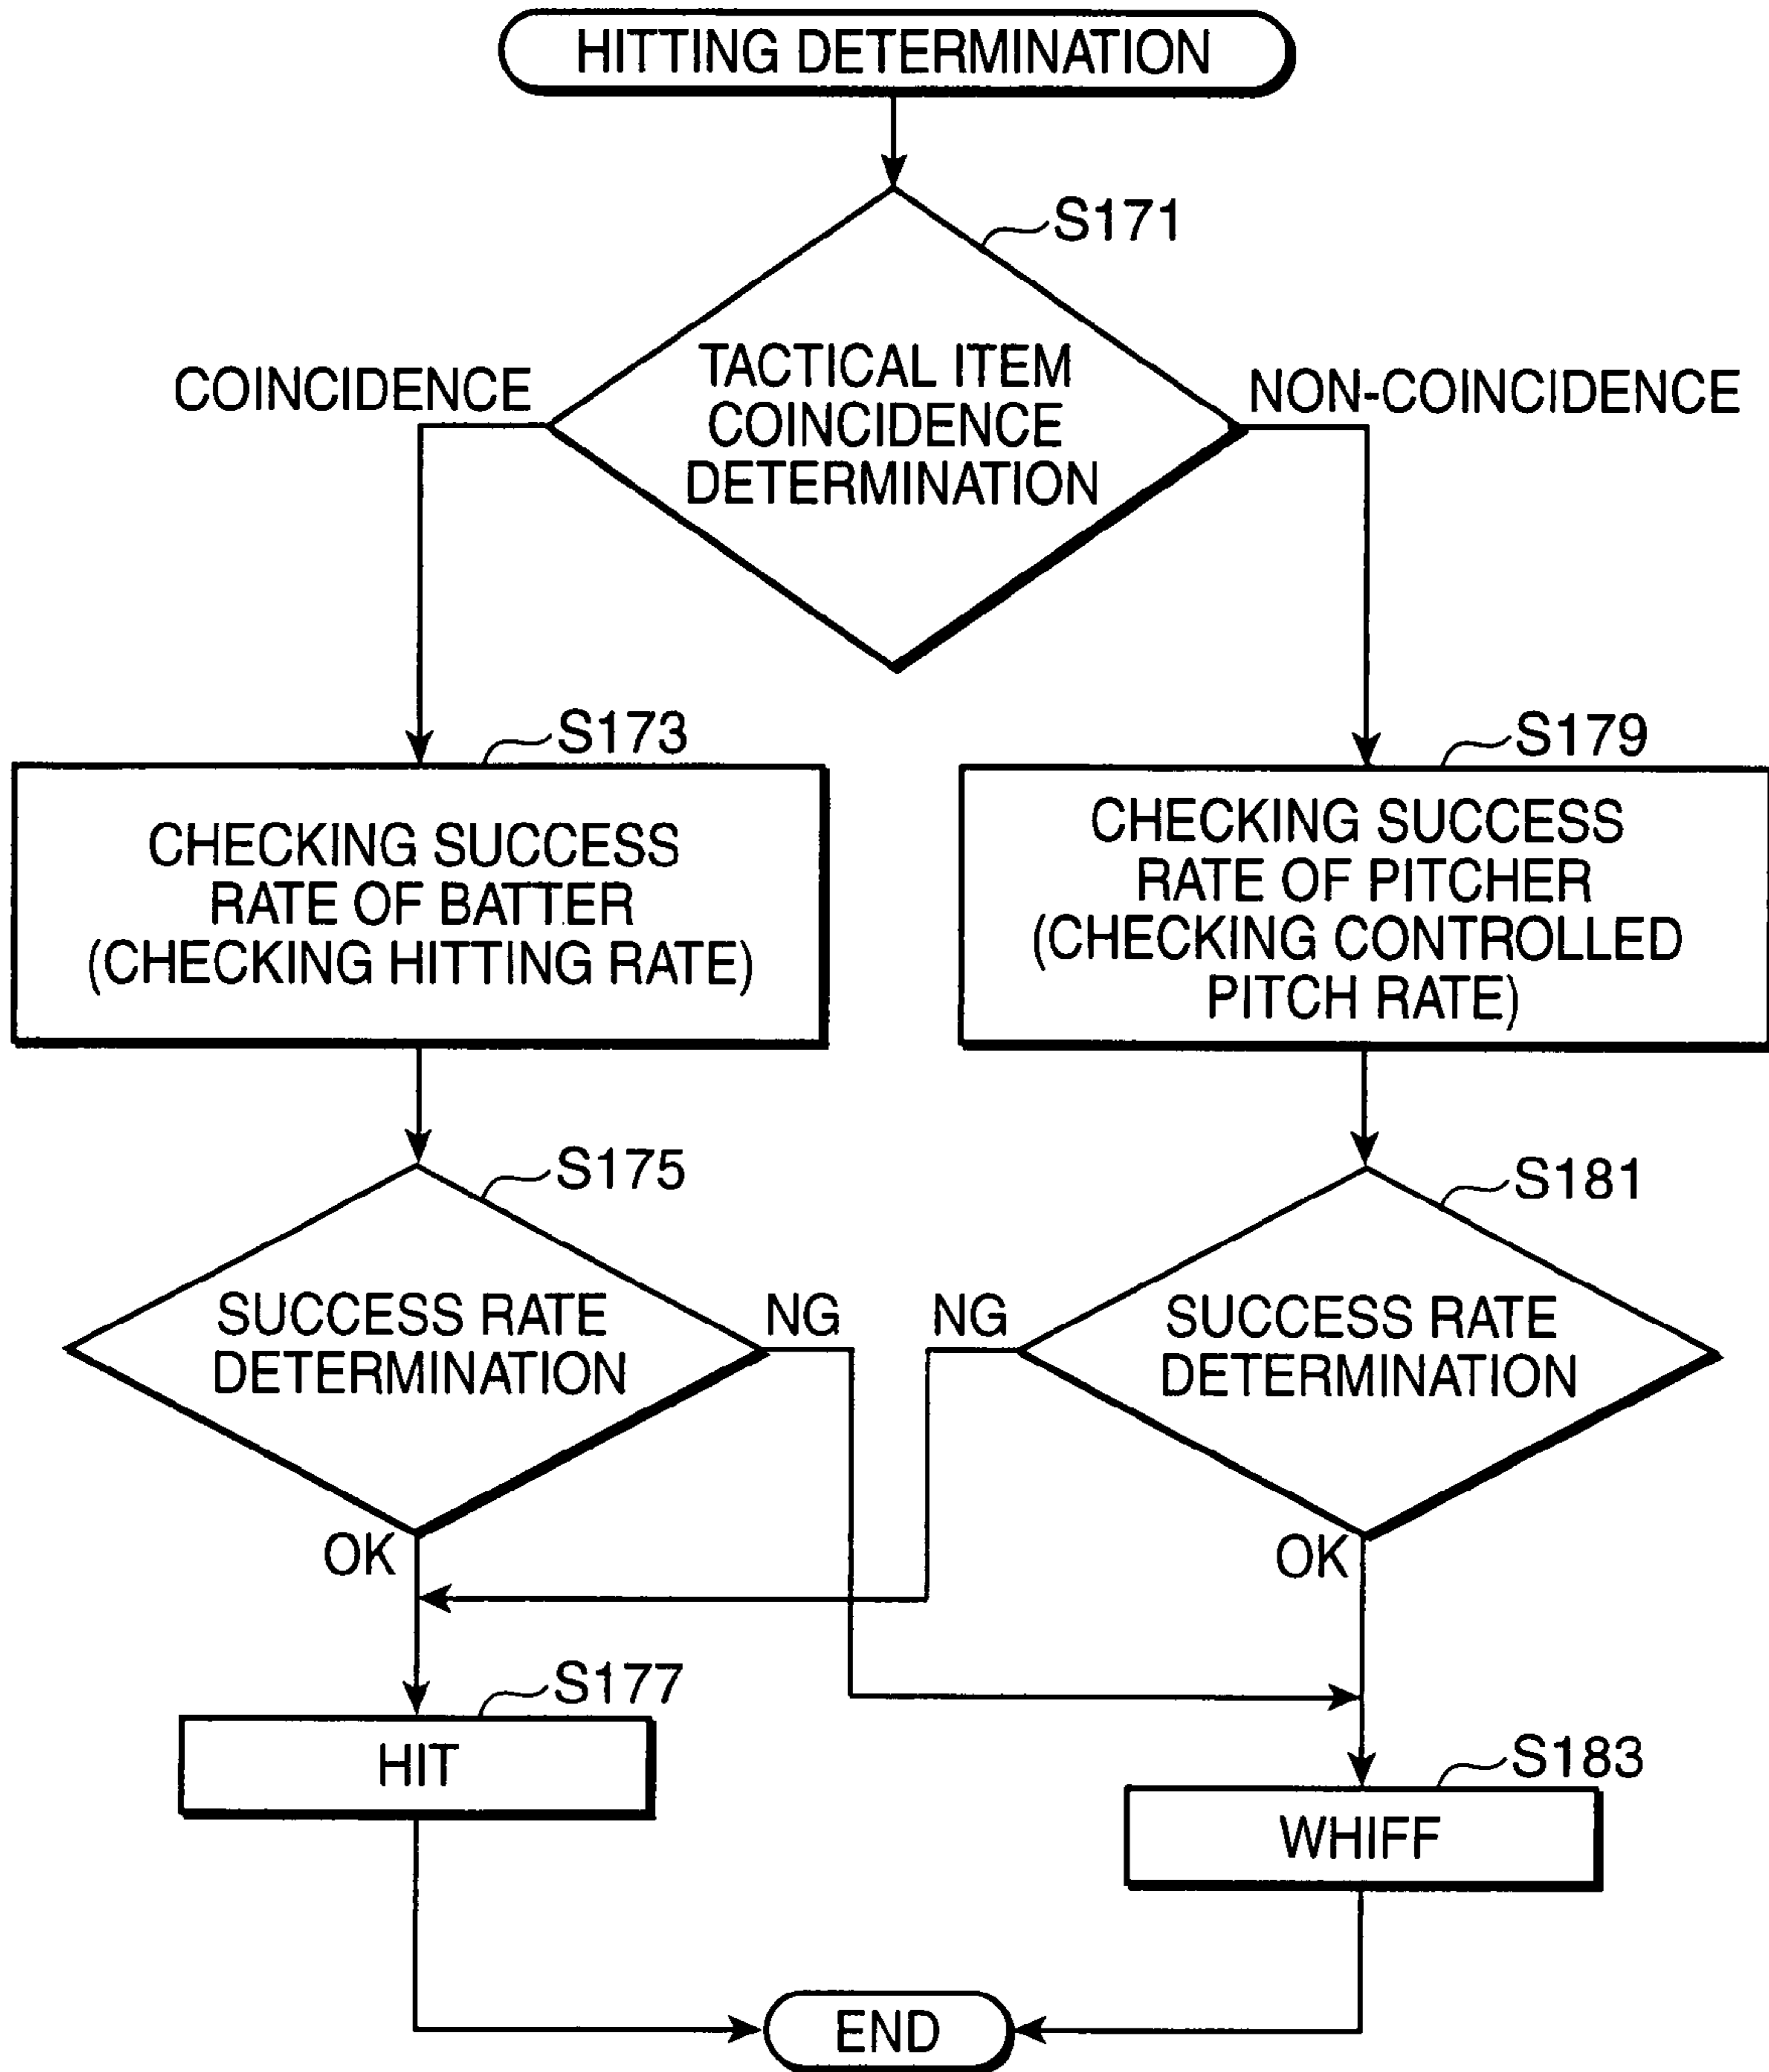 HITTING DETERMINATION
S171
TACTICAL ITEM
COINCIDENCE
DETERMINATION
COINCIDENCE
NON-COINCIDENCE
S173
CHECKING SUCCESS
RATE OF BATTER
(CHECKING HITTING RATE)
S179
CHECKING SUCCESS
RATE OF PITCHER
(CHECKING CONTROLLED
PITCH RATE)
S175
SUCCESS RATE
DETERMINATION
NG
OK
S181
SUCCESS RATE
DETERMINATION
NG
OK
S177
HIT
S183
WHIFF
END